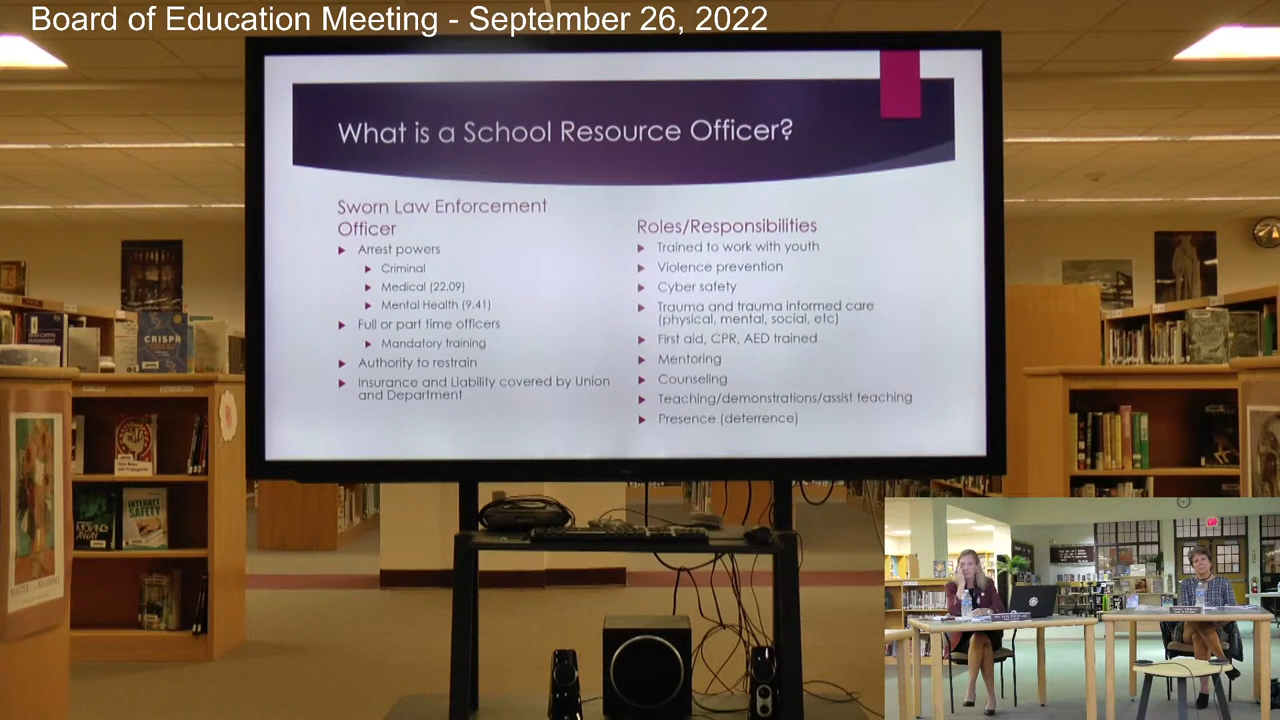 Board of Education Meeting - September 26, 2022
What is a School Resource Officer?
Sworn Law Enforcement
Officer
Arrest powers
Criminal
Medical (22.09)
Mental Health (9.41)
Full or part time officers
Mandatory training
Authority to restrain
Insurance and Liability covered by Union
and Department
Roles/Responsibilities
Trained to work with youth
Violence prevention
Cyber safety
Trauma and trauma informed care
(physical, mental, social, etc)
First aid, CPR, AED trained
Mentoring
Counseling
Teaching/demonstrations/assist teaching
Presence (deterrence)
CRISPR
INTERNET
SAFETY
MOVING
AWAY